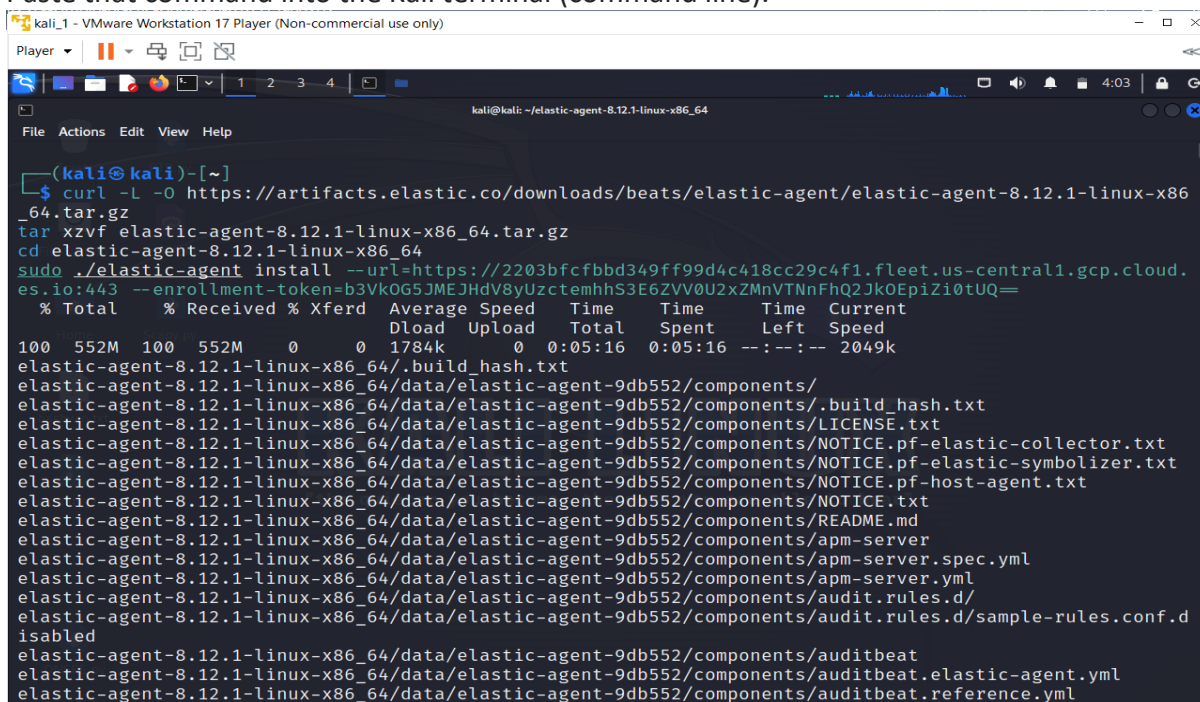 Paste that command into the Kali terminal (command line).
kali_1 - VMware Workstation 17 Player (Non-commercial use only)
Player
1 2 3 4
4:03
kali@kali: ~/elastic-agent-8.12.1-linux-x86_64
File Actions Edit View Help
(kali㉿kali)-[~]
$ curl -L -O https://artifacts.elastic.co/downloads/beats/elastic-agent/elastic-agent-8.12.1-linux-x86
_64.tar.gz
tar xzvf elastic-agent-8.12.1-linux-x86_64.tar.gz
cd elastic-agent-8.12.1-linux-x86_64
sudo ./elastic-agent install --url=https://2203bfcfbbd349ff99d4c418cc29c4f1.fleet.us-central1.gcp.cloud.
es.io:443 --enrollment-token=b3VkOG5JMEJHdV8yUzctemhhS3E6ZVV0U2xZMnVTNnFhQ2JkOEpiZi0tUQ==
% Total % Received % Xferd Average Speed Time Time Time Current
Dload Upload Total Spent Left Speed
100 552M 100 552M 0 0 1784k 0 0:05:16 0:05:16 --:--:-- 2049k
elastic-agent-8.12.1-linux-x86_64/.build_hash.txt
elastic-agent-8.12.1-linux-x86_64/data/elastic-agent-9db552/components/
elastic-agent-8.12.1-linux-x86_64/data/elastic-agent-9db552/components/.build_hash.txt
elastic-agent-8.12.1-linux-x86_64/data/elastic-agent-9db552/components/LICENSE.txt
elastic-agent-8.12.1-linux-x86_64/data/elastic-agent-9db552/components/NOTICE.pf-elastic-collector.txt
elastic-agent-8.12.1-linux-x86_64/data/elastic-agent-9db552/components/NOTICE.pf-elastic-symbolizer.txt
elastic-agent-8.12.1-linux-x86_64/data/elastic-agent-9db552/components/NOTICE.pf-host-agent.txt
elastic-agent-8.12.1-linux-x86_64/data/elastic-agent-9db552/components/NOTICE.txt
elastic-agent-8.12.1-linux-x86_64/data/elastic-agent-9db552/components/README.md
elastic-agent-8.12.1-linux-x86_64/data/elastic-agent-9db552/components/apm-server
elastic-agent-8.12.1-linux-x86_64/data/elastic-agent-9db552/components/apm-server.spec.yml
elastic-agent-8.12.1-linux-x86_64/data/elastic-agent-9db552/components/apm-server.yml
elastic-agent-8.12.1-linux-x86_64/data/elastic-agent-9db552/components/audit.rules.d/
elastic-agent-8.12.1-linux-x86_64/data/elastic-agent-9db552/components/audit.rules.d/sample-rules.conf.d
isabled
elastic-agent-8.12.1-linux-x86_64/data/elastic-agent-9db552/components/auditbeat
elastic-agent-8.12.1-linux-x86_64/data/elastic-agent-9db552/components/auditbeat.elastic-agent.yml
elastic-agent-8.12.1-linux-x86_64/data/elastic-agent-9db552/components/auditbeat.reference.yml